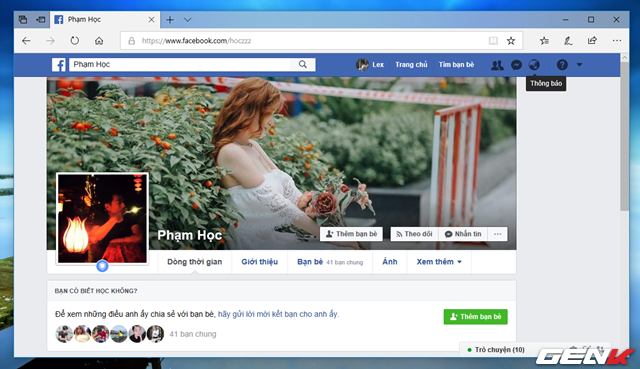 Phạm Học
https://www.facebook.com/hoczzz
Phạm Học
Lex
Trang chủ
Tìm bạn bè
Thông báo
Phạm Học
Thêm bạn bè
Theo dõi
Nhắn tin
Dòng thời gian
Giới thiệu
Bạn bè 41 bạn chung
Ảnh
Xem thêm
BẠN CÓ BIẾT HỌC KHÔNG?
Để xem những điều anh ấy chia sẻ với bạn bè, hãy gửi lời mời kết bạn cho anh ấy.
Thêm bạn bè
41 bạn chung
Trò chuyện (10)
GENK